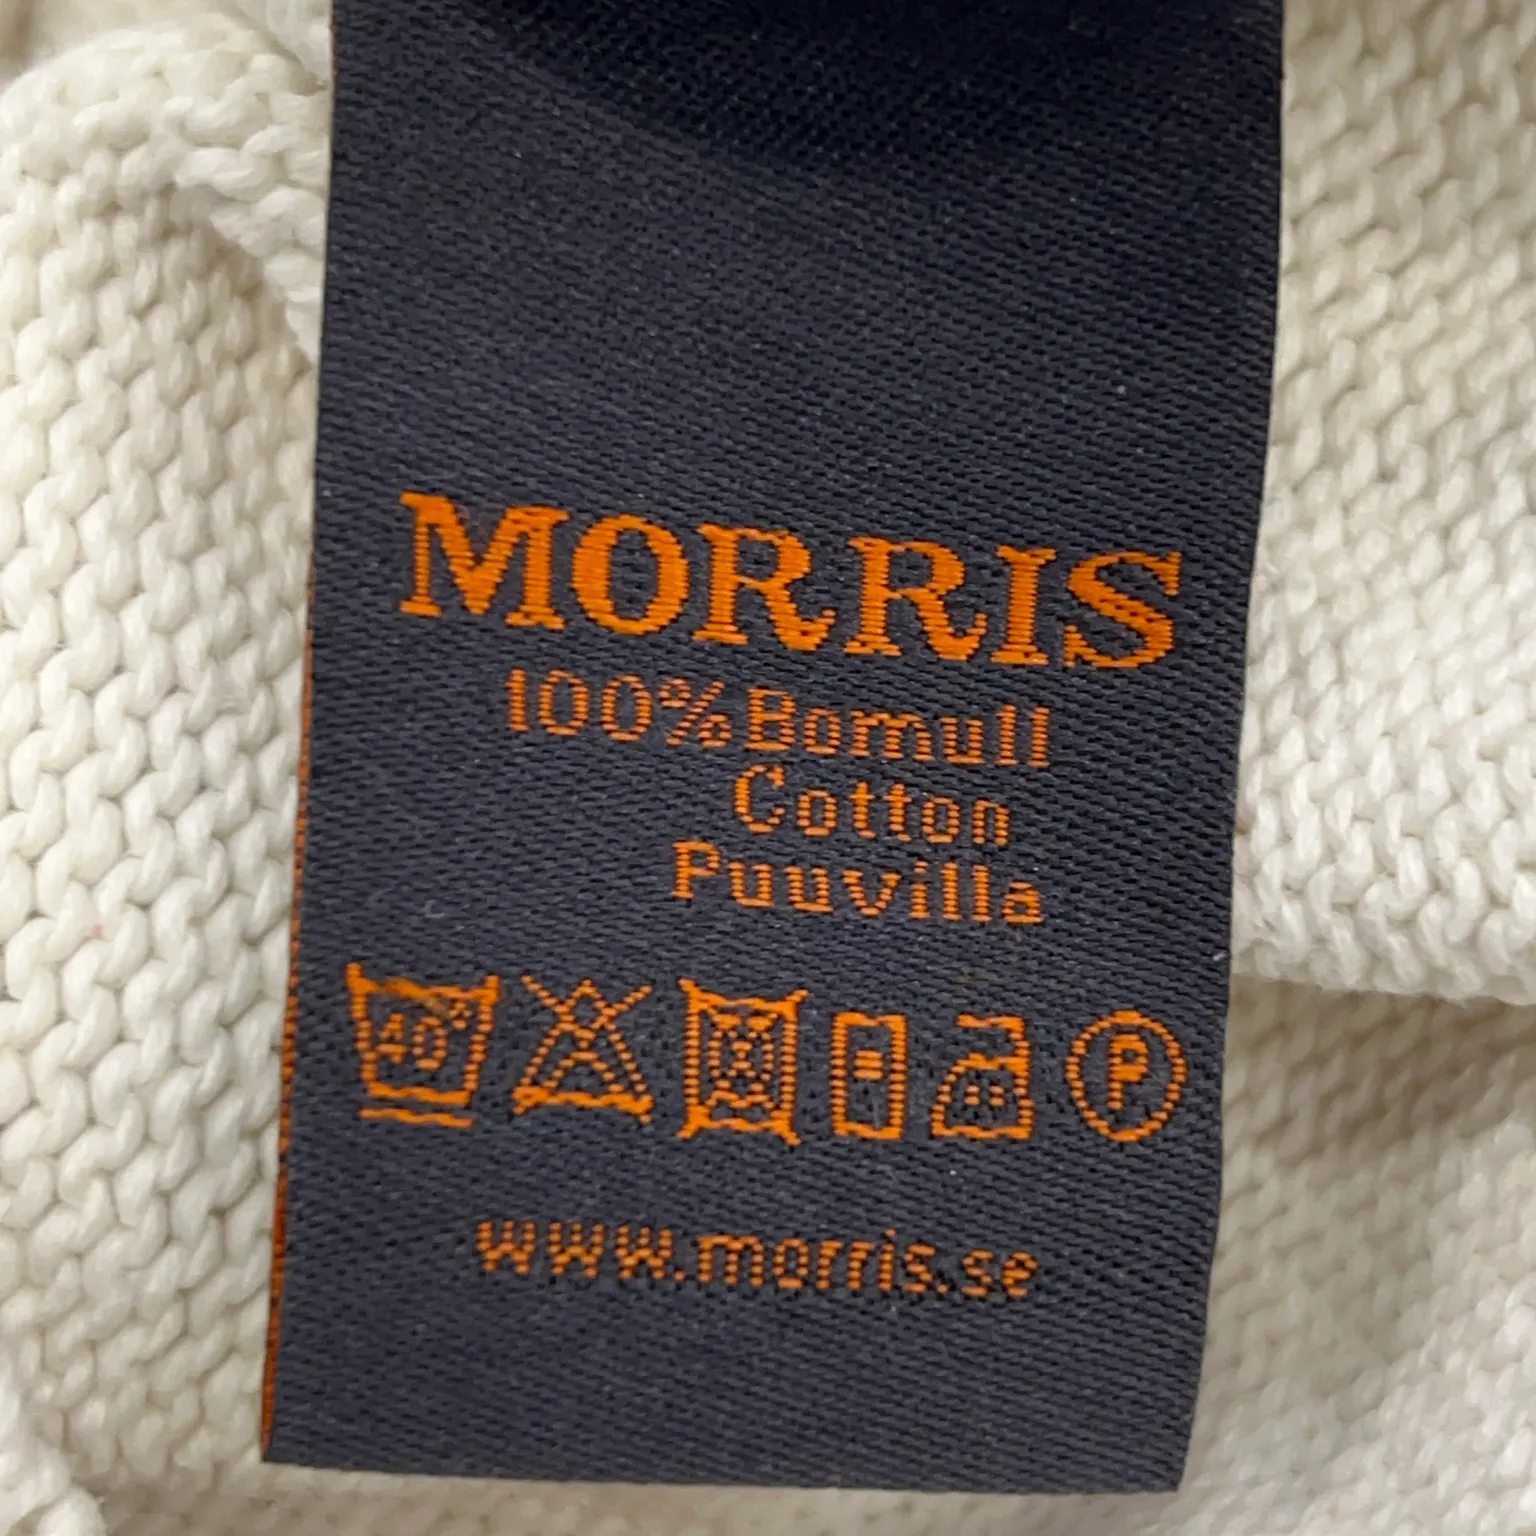 MORRIS
100% Bomull
Cotton
Puuvilla
40°
P
www.morris.se